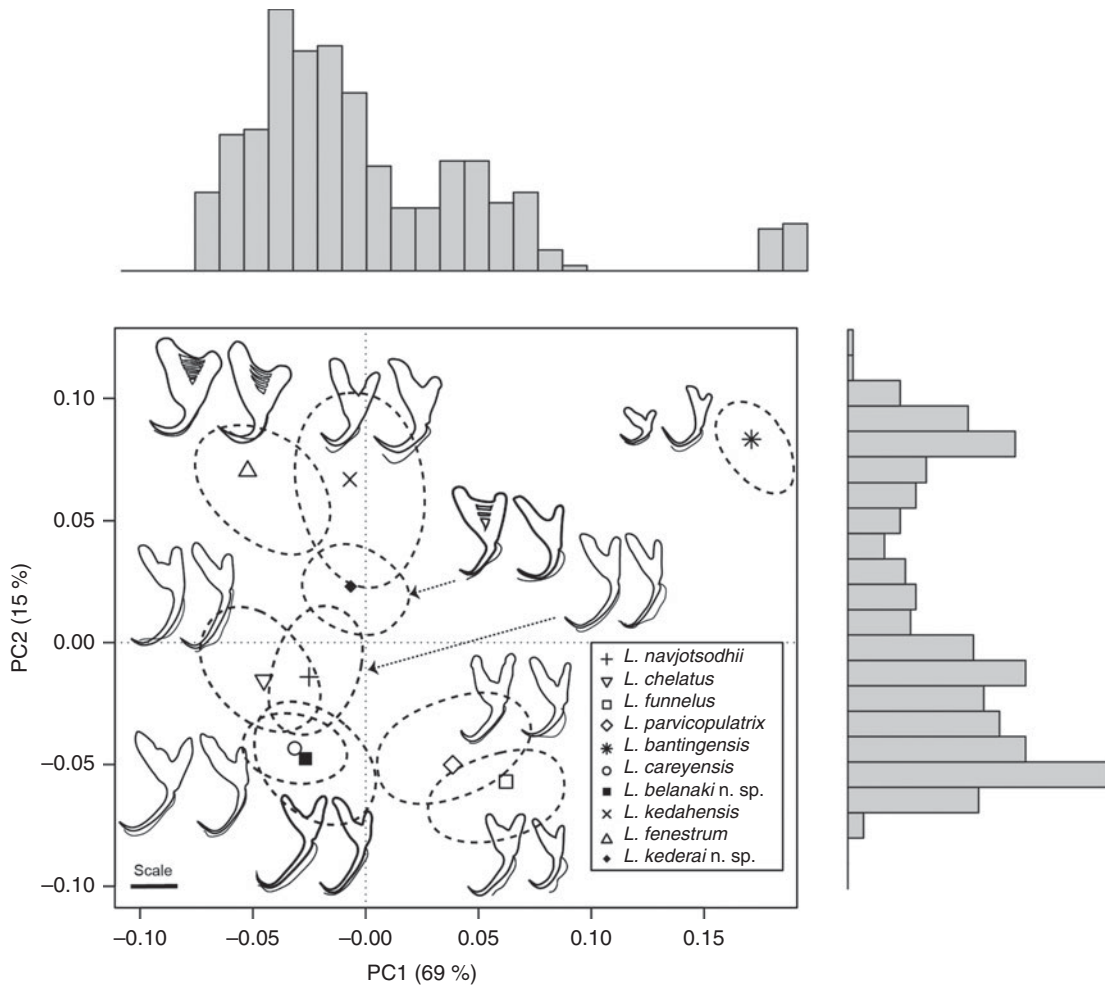 0.10
0.05
0.00
–0.05
–0.10
PC2 (15 %)
L. navjotsodhii
L. chelatus
L. funnelus
L. parvicopulatrix
L. bantingensis
L. careyensis
L. belanaki n. sp.
L. kedahensis
L. fenestrum
L. kederai n. sp.
Scale
–0.10
–0.05
–0.00
0.05
0.10
0.15
PC1 (69 %)